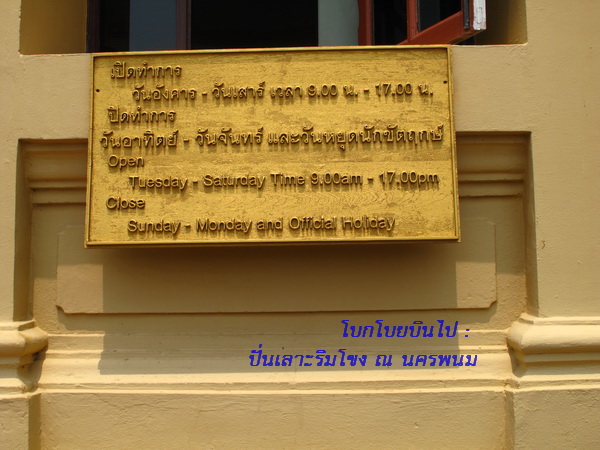 เปิดทำการ
วันอังคาร - วันเสาร์ เวลา 9.00 น. - 17.00 น.
ปิดทำการ
วันอาทิตย์ - วันจันทร์ และวันหยุดนักขัตฤกษ์
Open
Tuesday - Saturday Time 9.00am - 17.00pm
Close
Sunday - Monday and Official Holiday
โบกโบยบินไป :
ปั่นเลาะริมโขง ณ นครพนม